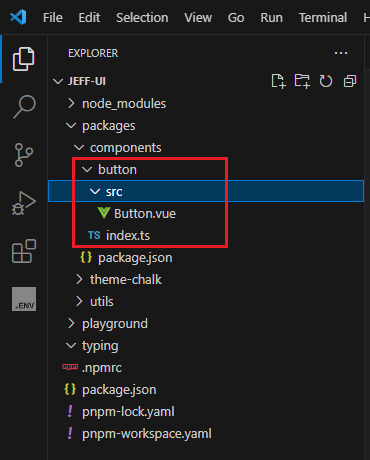 File Edit Selection View Go Run Terminal H
EXPLORER
JEFF-UI
node_modules
packages
components
button
src
Button.vue
TS index.ts
{ } package.json
theme-chalk
utils
playground
typing
npm .npmrc
{ } package.json
! pnpm-lock.yaml
! pnpm-workspace.yaml
.ENV